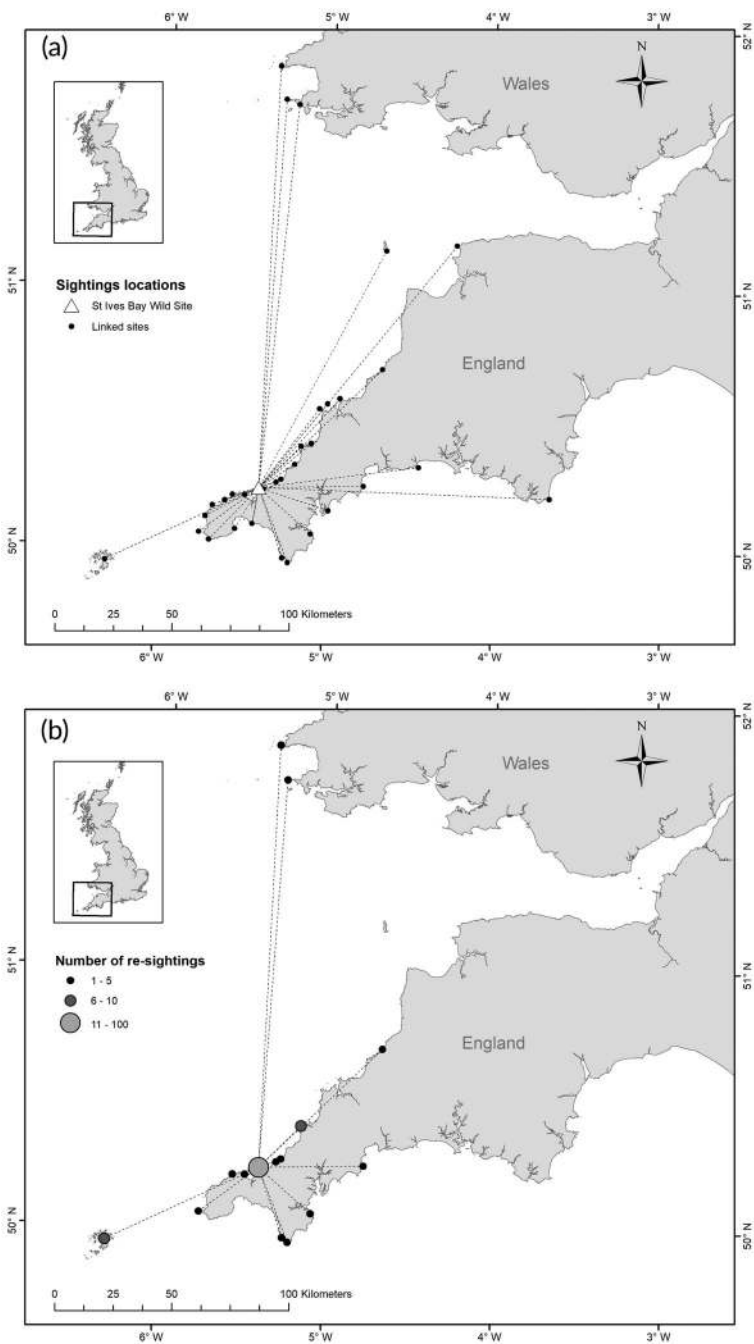 6° W 5° W 4° W 3° W
(a)
52° N
N
Wales
51° N
51° N
Sightings locations
St Ives Bay Wild Site
Linked sites
England
50° N
50° N
0 25 50 100 Kilometers
6° W 5° W 4° W 3° W
6° W 5° W 4° W 3° W
(b)
52° N
N
Wales
51° N
51° N
Number of re-sightings
1 - 5
6 - 10
11 - 100
England
50° N
50° N
0 25 50 100 Kilometers
6° W 5° W 4° W 3° W